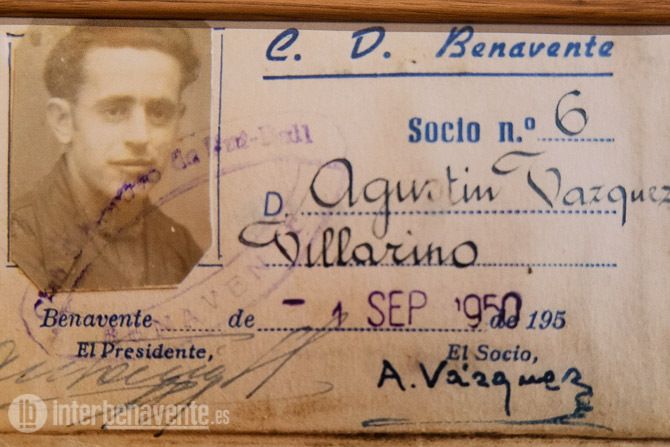 C. D. Benavente
Socio n.º 6
D. Agustin Vazquez
Villarino
Benavente de - 1 SEP 1950 de 195
El Presidente, El Socio,
A. Vázquez
BENAVENTE
interbenavente.es